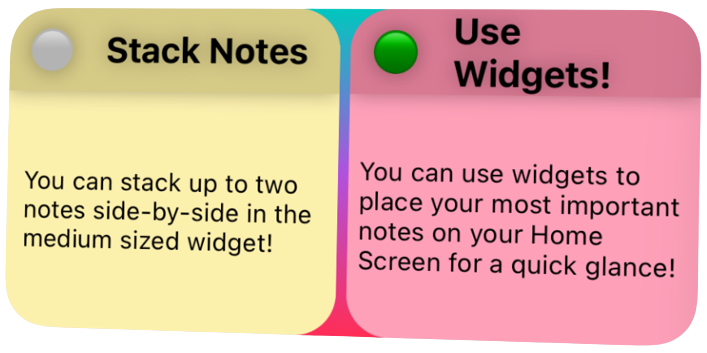 Stack Notes
You can stack up to two
notes side-by-side in the
medium sized widget!
Use
Widgets!
You can use widgets to
place your most important
notes on your Home
Screen for a quick glance!